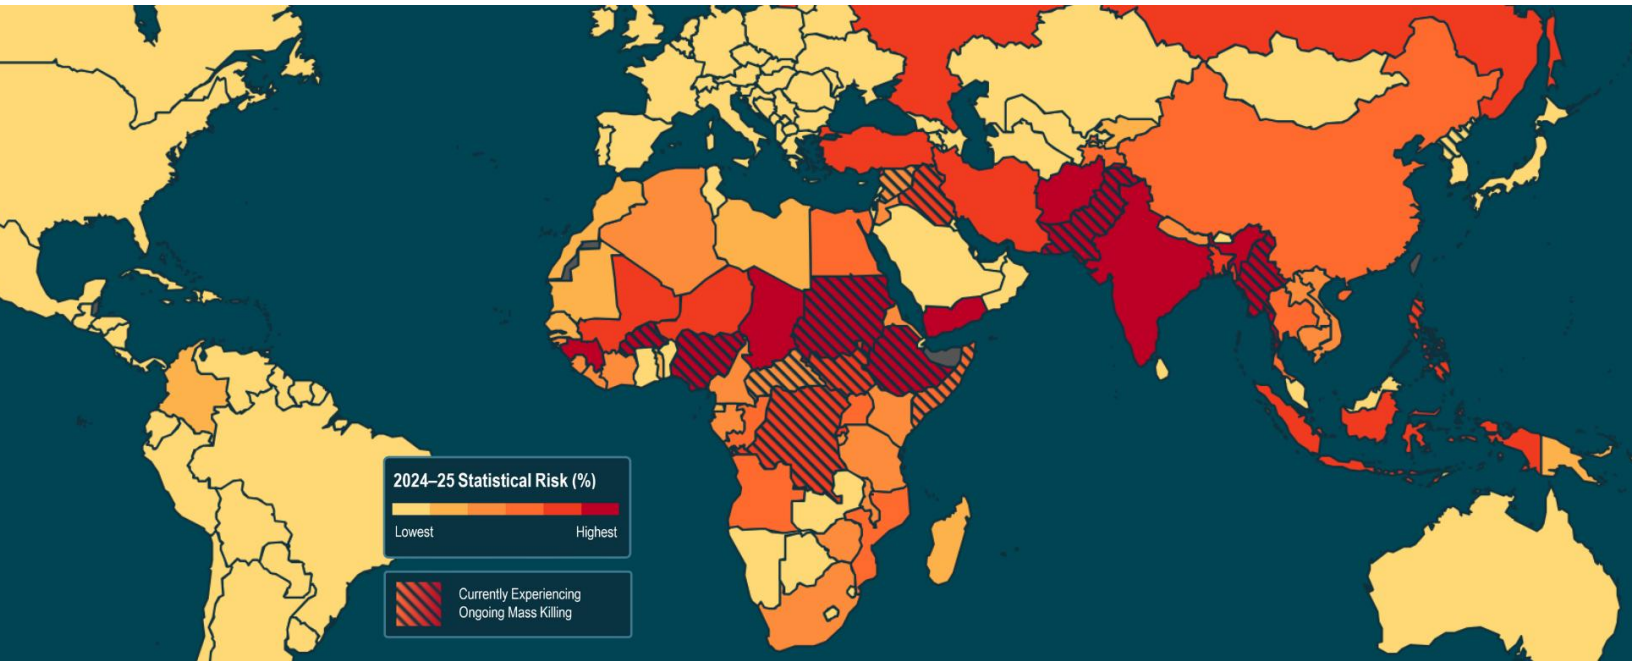 2024–25 Statistical Risk (%)
Lowest Highest
Currently Experiencing
Ongoing Mass Killing